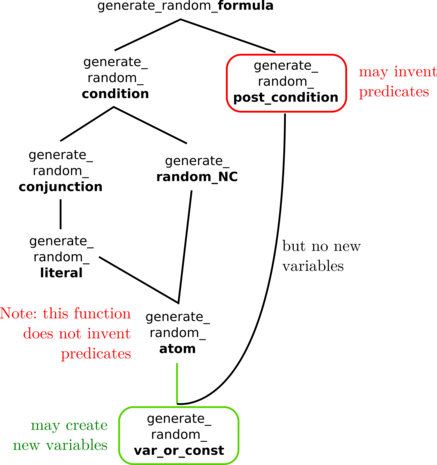 generate_random_formula
generate_
random_
condition
generate_
random_
post_condition
may invent
predicates
generate_
random_
conjunction
generate_
random_NC
generate_
random_
literal
but no new
variables
Note: this function
does not invent
predicates
generate_
random_
atom
may create
new variables
generate_
random_
var_or_const